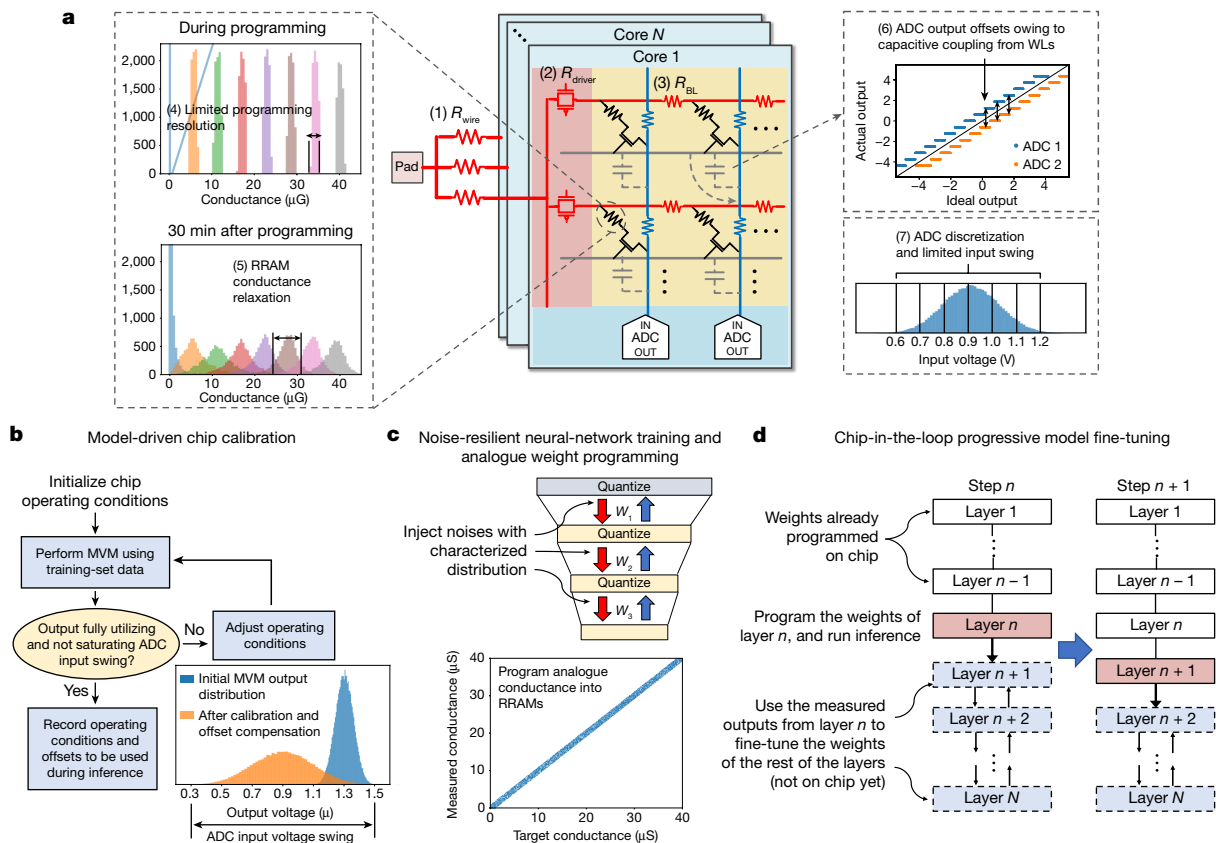 a
During programming
2,000
1,500
1,000
500
0
(4) Limited programming
resolution
0 10 20 30 40
Conductance (μG)
30 min after programming
2,000
1,500
1,000
500
0
(5) RRAM
conductance
relaxation
0 10 20 30 40
Conductance (μG)
Core N
Core 1
(1) Rwire
(2) Rdriver
(3) RBL
Pad
IN
ADC
OUT
IN
ADC
OUT
(6) ADC output offsets owing to
capacitive coupling from WLs
Actual output
4
2
0
−2
−4
ADC 1
ADC 2
−4 −2 0 2 4
Ideal output
(7) ADC discretization
and limited input swing
0.6 0.7 0.8 0.9 1.0 1.1 1.2
Input voltage (V)
b
Model-driven chip calibration
Initialize chip
operating conditions
Perform MVM using
training-set data
Output fully utilizing
and not saturating ADC
input swing?
No
Adjust operating
conditions
Yes
Record operating
conditions and
offsets to be used
during inference
Initial MVM output
distribution
After calibration and
offset compensation
0.3 0.5 0.7 0.9 1.1 1.3 1.5
Output voltage (μ)
ADC input voltage swing
c
Noise-resilient neural-network training and
analogue weight programming
Quantize
W1
Quantize
W2
Quantize
W3
Inject noises with
characterized
distribution
Measured conductance (μS)
40
30
20
10
0
Program analogue
conductance into
RRAMs
0 10 20 30 40
Target conductance (μS)
d
Chip-in-the-loop progressive model fine-tuning
Step n
Step n + 1
Weights already
programmed
on chip
Program the weights of
layer n, and run inference
Use the measured
outputs from layer n to
fine-tune the weights
of the rest of the layers
(not on chip yet)
Layer 1
Layer n − 1
Layer n
Layer n + 1
Layer n + 2
Layer N
Layer 1
Layer n − 1
Layer n
Layer n + 1
Layer n + 2
Layer N